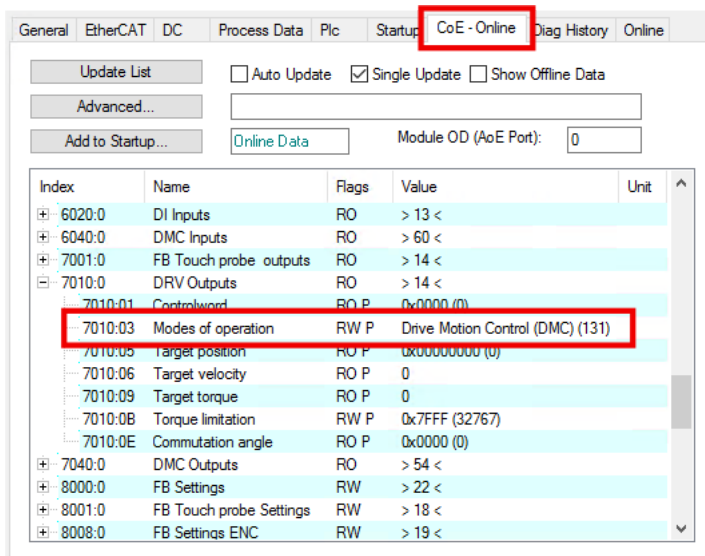 General EtherCAT DC Process Data Plc Startup CoE - Online Diag History Online
Update List Auto Update Single Update Show Offline Data
Advanced...
Add to Startup... Online Data Module OD (AoE Port): 0
Index Name Flags Value Unit
6020:0 DI Inputs RO > 13 <
6040:0 DMC Inputs RO > 60 <
7001:0 FB Touch probe outputs RO > 14 <
7010:0 DRV Outputs RO > 14 <
7010:01 Controlword RO P 0x0000 (0)
7010:03 Modes of operation RW P Drive Motion Control (DMC) (131)
7010:05 Target position RO P 0x00000000 (0)
7010:06 Target velocity RO P 0
7010:09 Target torque RO P 0
7010:0B Torque limitation RW P 0x7FFF (32767)
7010:0E Commutation angle RO P 0x0000 (0)
7040:0 DMC Outputs RO > 54 <
8000:0 FB Settings RW > 22 <
8001:0 FB Touch probe Settings RW > 18 <
8008:0 FB Settings ENC RW > 19 <